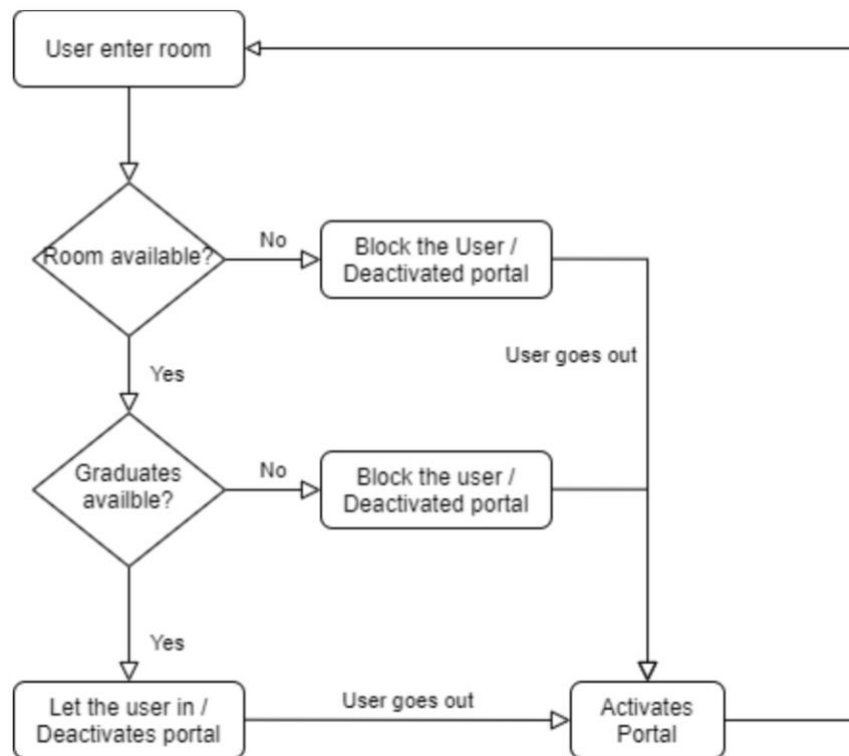 User enter room
Room available?
No
Block the User /
Deactivated portal
User goes out
Yes
Graduates
availble?
No
Block the user /
Deactivated portal
Yes
Let the user in /
Deactivates portal
User goes out
Activates
Portal